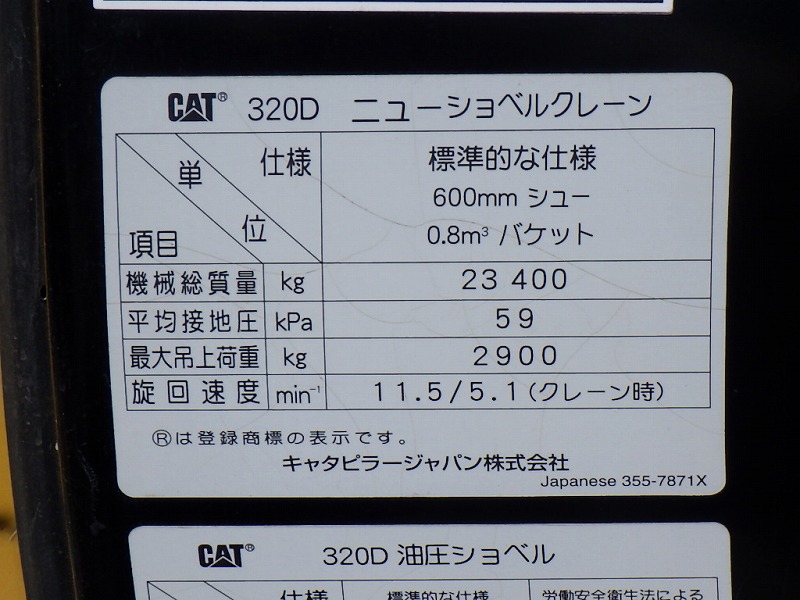 CAT® 320D ニューショベルクレーン
単位 仕様 標準的な仕様
600mm シュー
項目 0.8m³ バケット
機械総質量 kg 23 400
平均接地圧 kPa 59
最大吊上荷重 kg 2900
旋回速度 min⁻¹ 11.5/5.1(クレーン時)
®は登録商標の表示です。
キャタピラージャパン株式会社
Japanese 355-7871X
CAT® 320D 油圧ショベル
仕様 標準的な仕様 労働安全衛生法による